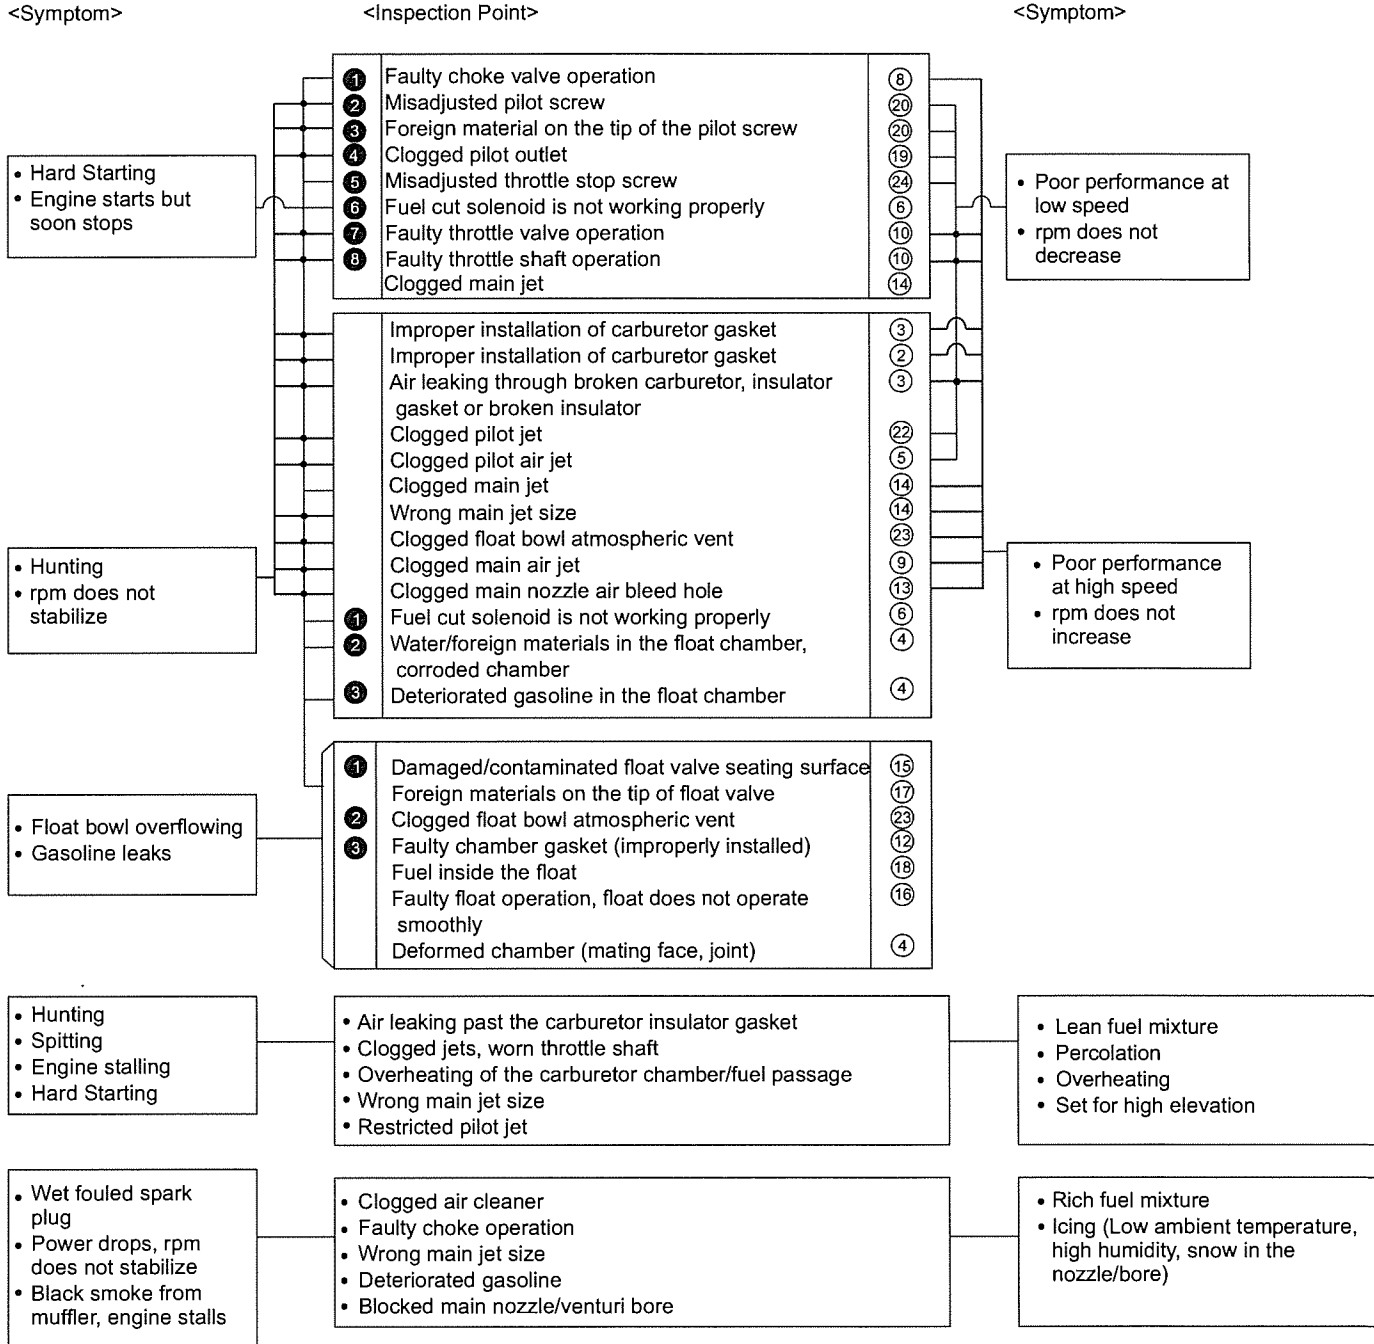 <Symptom> <Inspection Point> <Symptom>
❶ Faulty choke valve operation ⑧
❷ Misadjusted pilot screw ⑳
❸ Foreign material on the tip of the pilot screw ⑳
❹ Clogged pilot outlet ⑲
❺ Misadjusted throttle stop screw ㉔
❻ Fuel cut solenoid is not working properly ⑥
❼ Faulty throttle valve operation ⑩
❽ Faulty throttle shaft operation ⑩
Clogged main jet ⑭
• Hard Starting
• Engine starts but
soon stops
• Poor performance at
low speed
• rpm does not
decrease
Improper installation of carburetor gasket ③
Improper installation of carburetor gasket ②
Air leaking through broken carburetor, insulator ③
gasket or broken insulator
Clogged pilot jet ㉒
Clogged pilot air jet ⑤
Clogged main jet ⑭
Wrong main jet size ⑭
Clogged float bowl atmospheric vent ㉓
Clogged main air jet ⑨
Clogged main nozzle air bleed hole ⑬
❶ Fuel cut solenoid is not working properly ⑥
❷ Water/foreign materials in the float chamber, ④
corroded chamber
❸ Deteriorated gasoline in the float chamber ④
• Hunting
• rpm does not
stabilize
• Poor performance
at high speed
• rpm does not
increase
❶ Damaged/contaminated float valve seating surface ⑮
Foreign materials on the tip of float valve ⑰
❷ Clogged float bowl atmospheric vent ㉓
❸ Faulty chamber gasket (improperly installed) ⑫
Fuel inside the float ⑱
Faulty float operation, float does not operate ⑯
smoothly
Deformed chamber (mating face, joint) ④
• Float bowl overflowing
• Gasoline leaks
• Hunting
• Spitting
• Engine stalling
• Hard Starting
• Air leaking past the carburetor insulator gasket
• Clogged jets, worn throttle shaft
• Overheating of the carburetor chamber/fuel passage
• Wrong main jet size
• Restricted pilot jet
• Lean fuel mixture
• Percolation
• Overheating
• Set for high elevation
• Wet fouled spark
plug
• Power drops, rpm
does not stabilize
• Black smoke from
muffler, engine stalls
• Clogged air cleaner
• Faulty choke operation
• Wrong main jet size
• Deteriorated gasoline
• Blocked main nozzle/venturi bore
• Rich fuel mixture
• Icing (Low ambient temperature,
high humidity, snow in the
nozzle/bore)